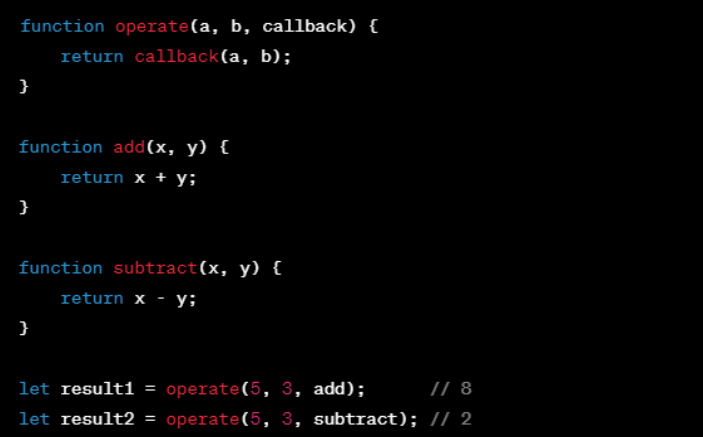 function operate(a, b, callback) {
    return callback(a, b);
}

function add(x, y) {
    return x + y;
}

function subtract(x, y) {
    return x - y;
}

let result1 = operate(5, 3, add);      // 8
let result2 = operate(5, 3, subtract); // 2